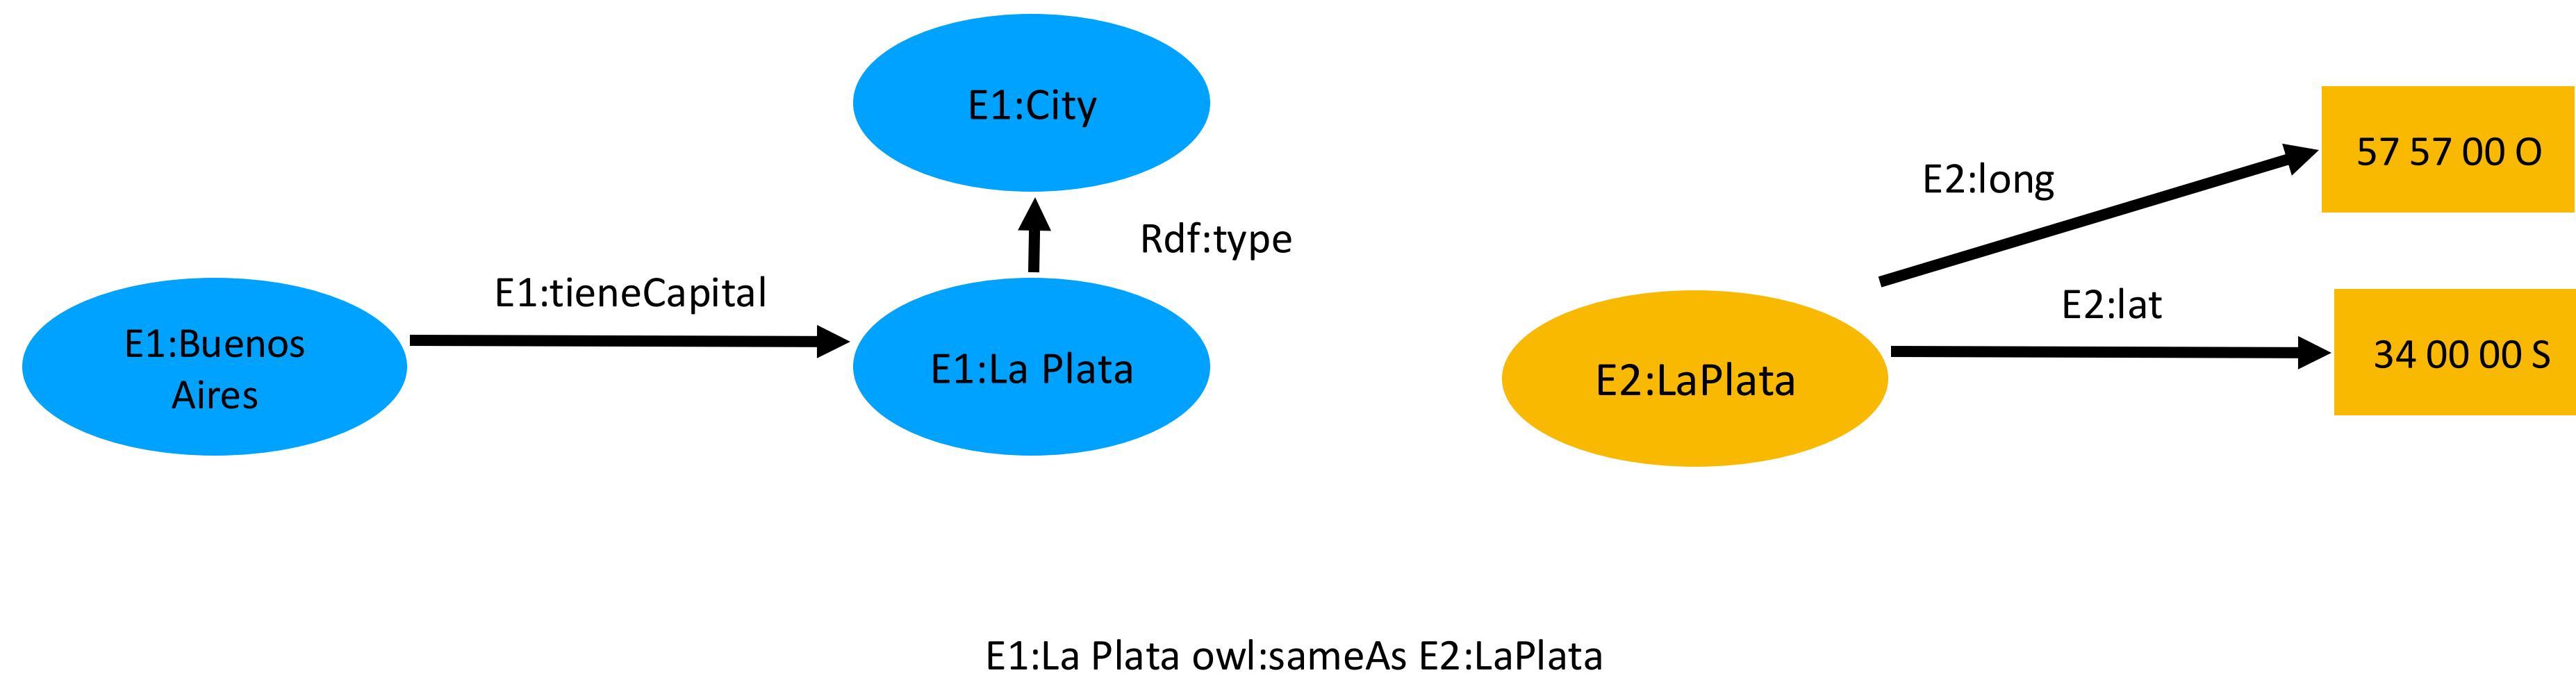 E1:City
57 57 00 O
E2:long
Rdf:type
E1:tieneCapital
E2:lat
E1:Buenos
Aires
E1:La Plata
E2:LaPlata
34 00 00 S
E1:La Plata owl:sameAs E2:LaPlata